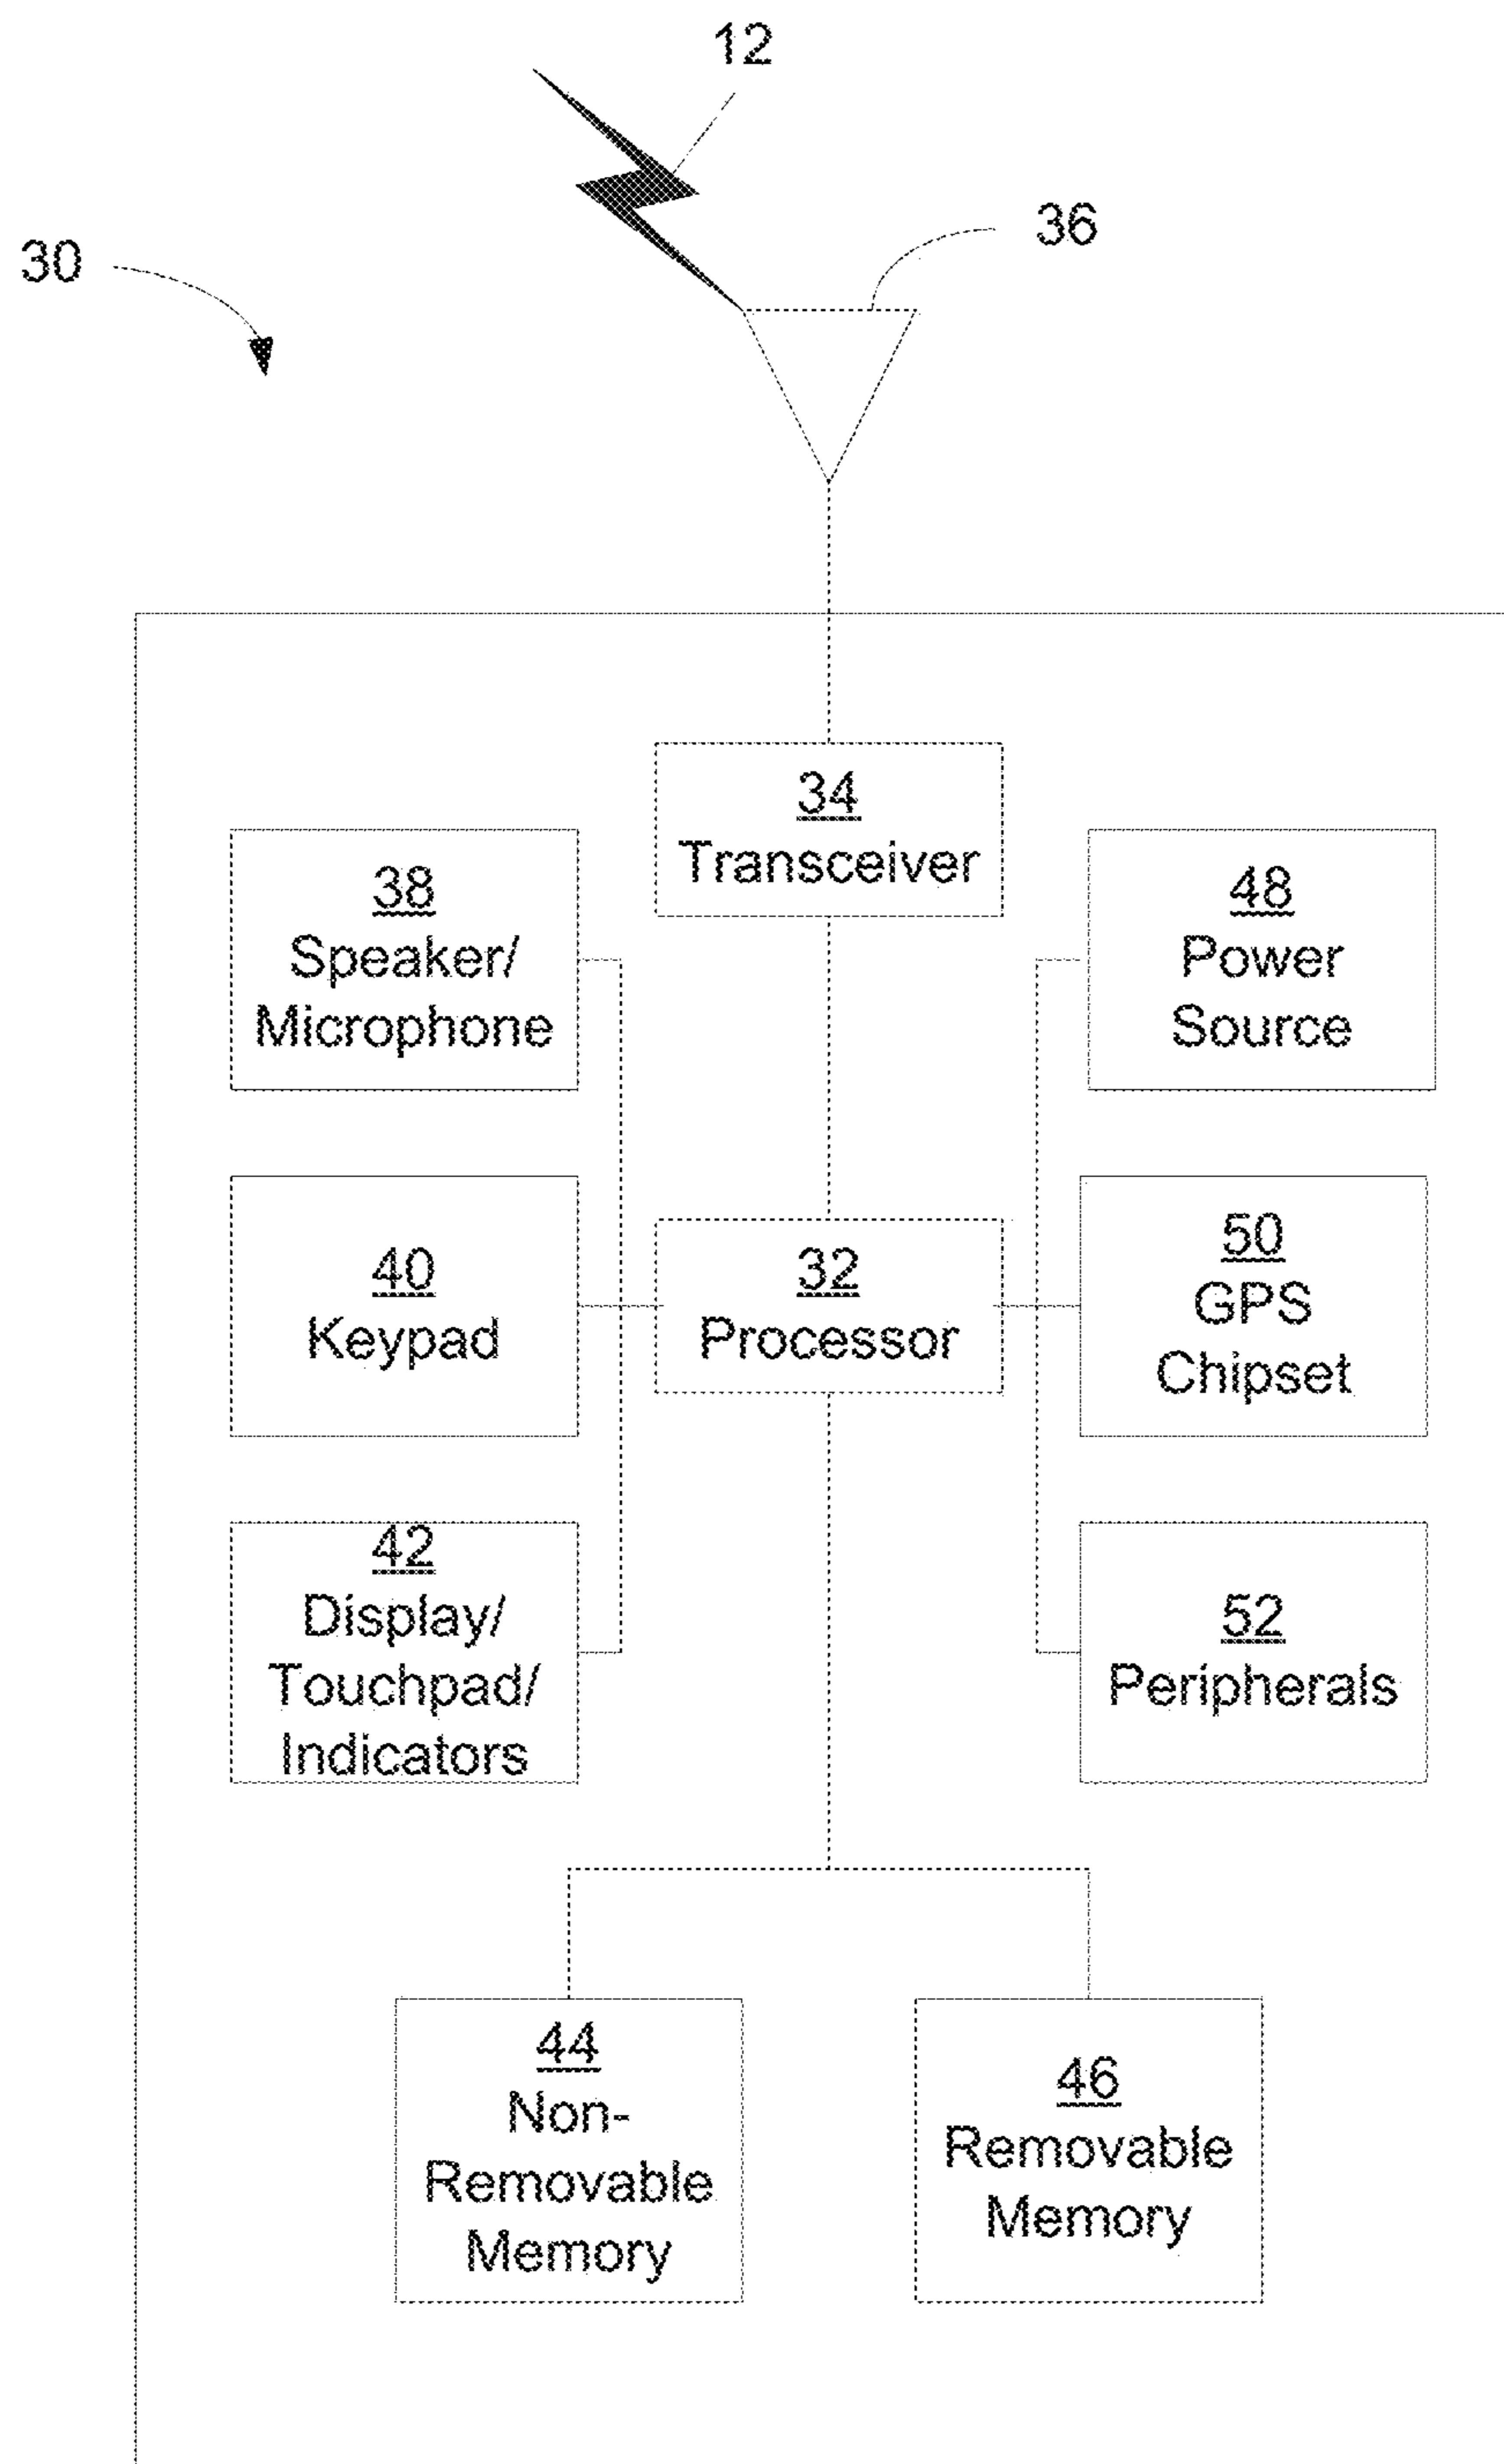 12
36
30
34
Transceiver
38
Speaker/
Microphone
48
Power
Source
40
Keypad
32
Processor
50
GPS
Chipset
42
Display/
Touchpad/
Indicators
52
Peripherals
44
Non-
Removable
Memory
46
Removable
Memory